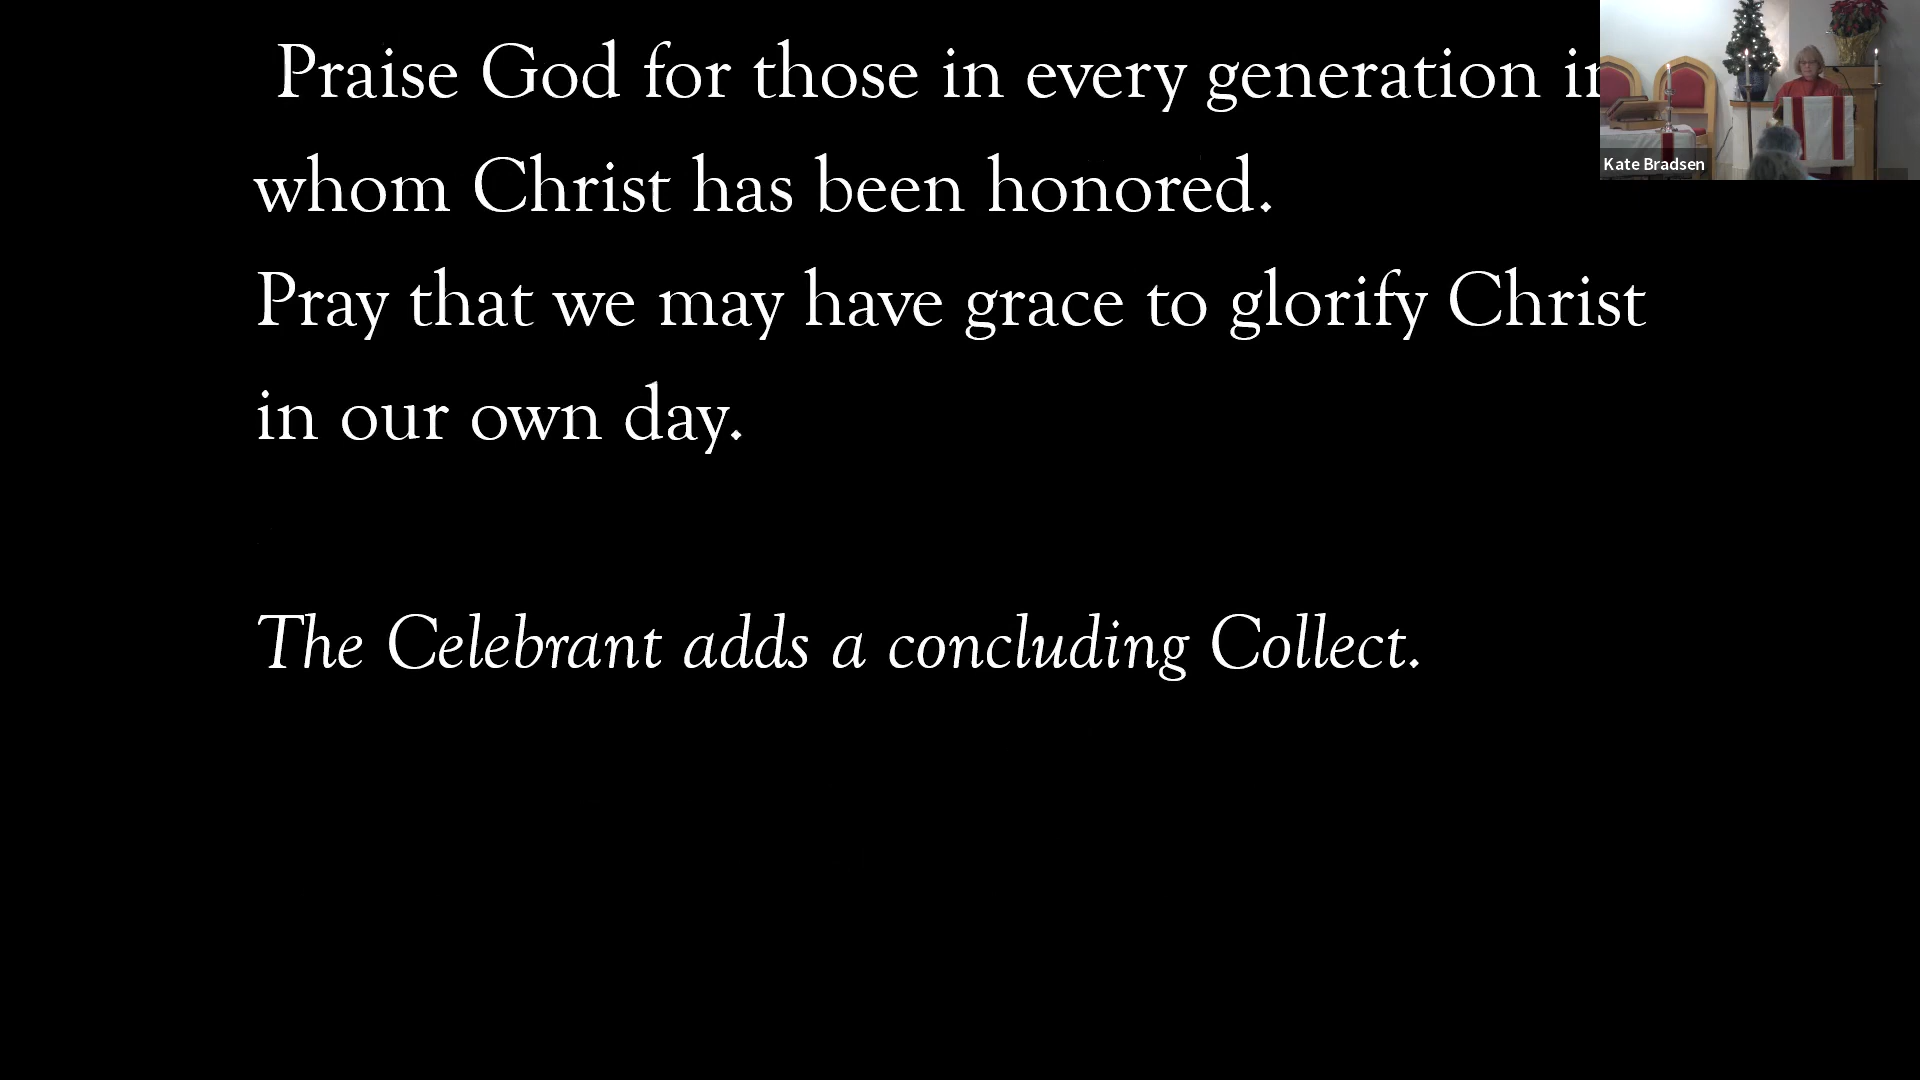 Praise God for those in every generation in
whom Christ has been honored.
Pray that we may have grace to glorify Christ
in our own day.
The Celebrant adds a concluding Collect.
Kate Bradsen